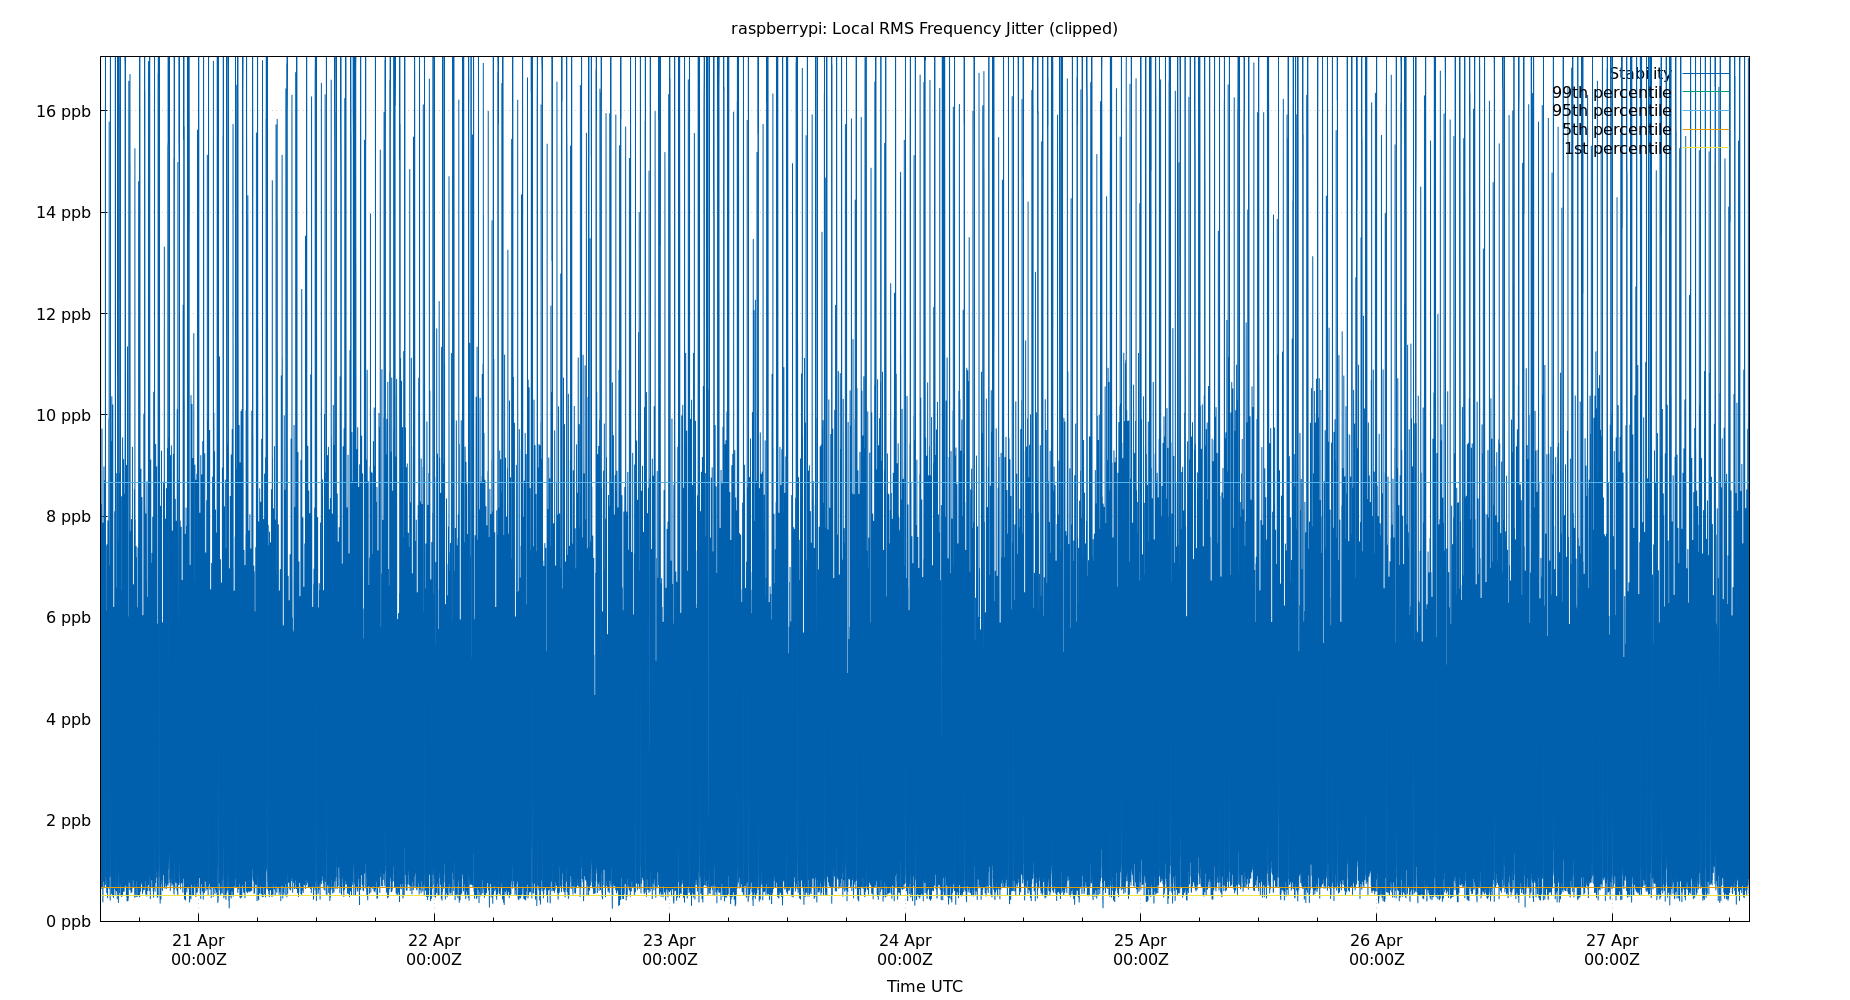 raspberrypi: Local RMS Frequency Jitter (clipped)
Stability
99th percentile
95th percentile
5th percentile
1st percentile
16 ppb
14 ppb
12 ppb
10 ppb
8 ppb
6 ppb
4 ppb
2 ppb
0 ppb
21 Apr 22 Apr 23 Apr 24 Apr 25 Apr 26 Apr 27 Apr
00:00Z 00:00Z 00:00Z 00:00Z 00:00Z 00:00Z 00:00Z
Time UTC